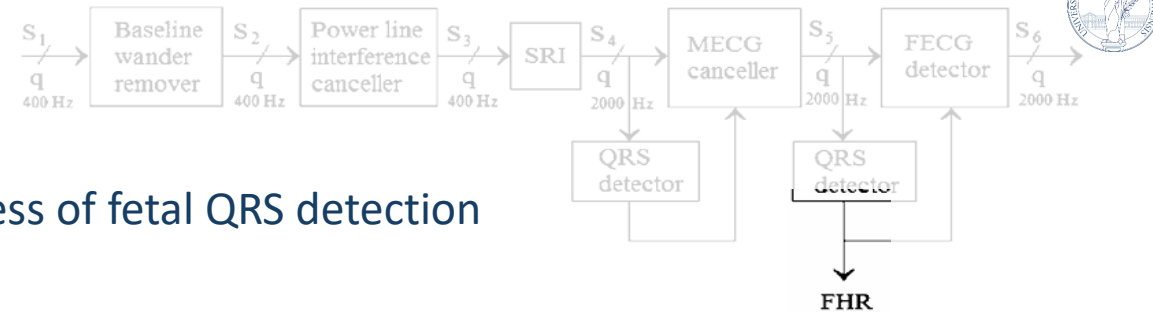 S1
Baseline wander remover
S2
Power line interference canceller
S3
SRI
S4
MECG canceller
S5
FECG detector
S6
q
400 Hz
q
400 Hz
q
400 Hz
q
2000 Hz
q
2000 Hz
q
2000 Hz
QRS detector
QRS detector
ess of fetal QRS detection
FHR